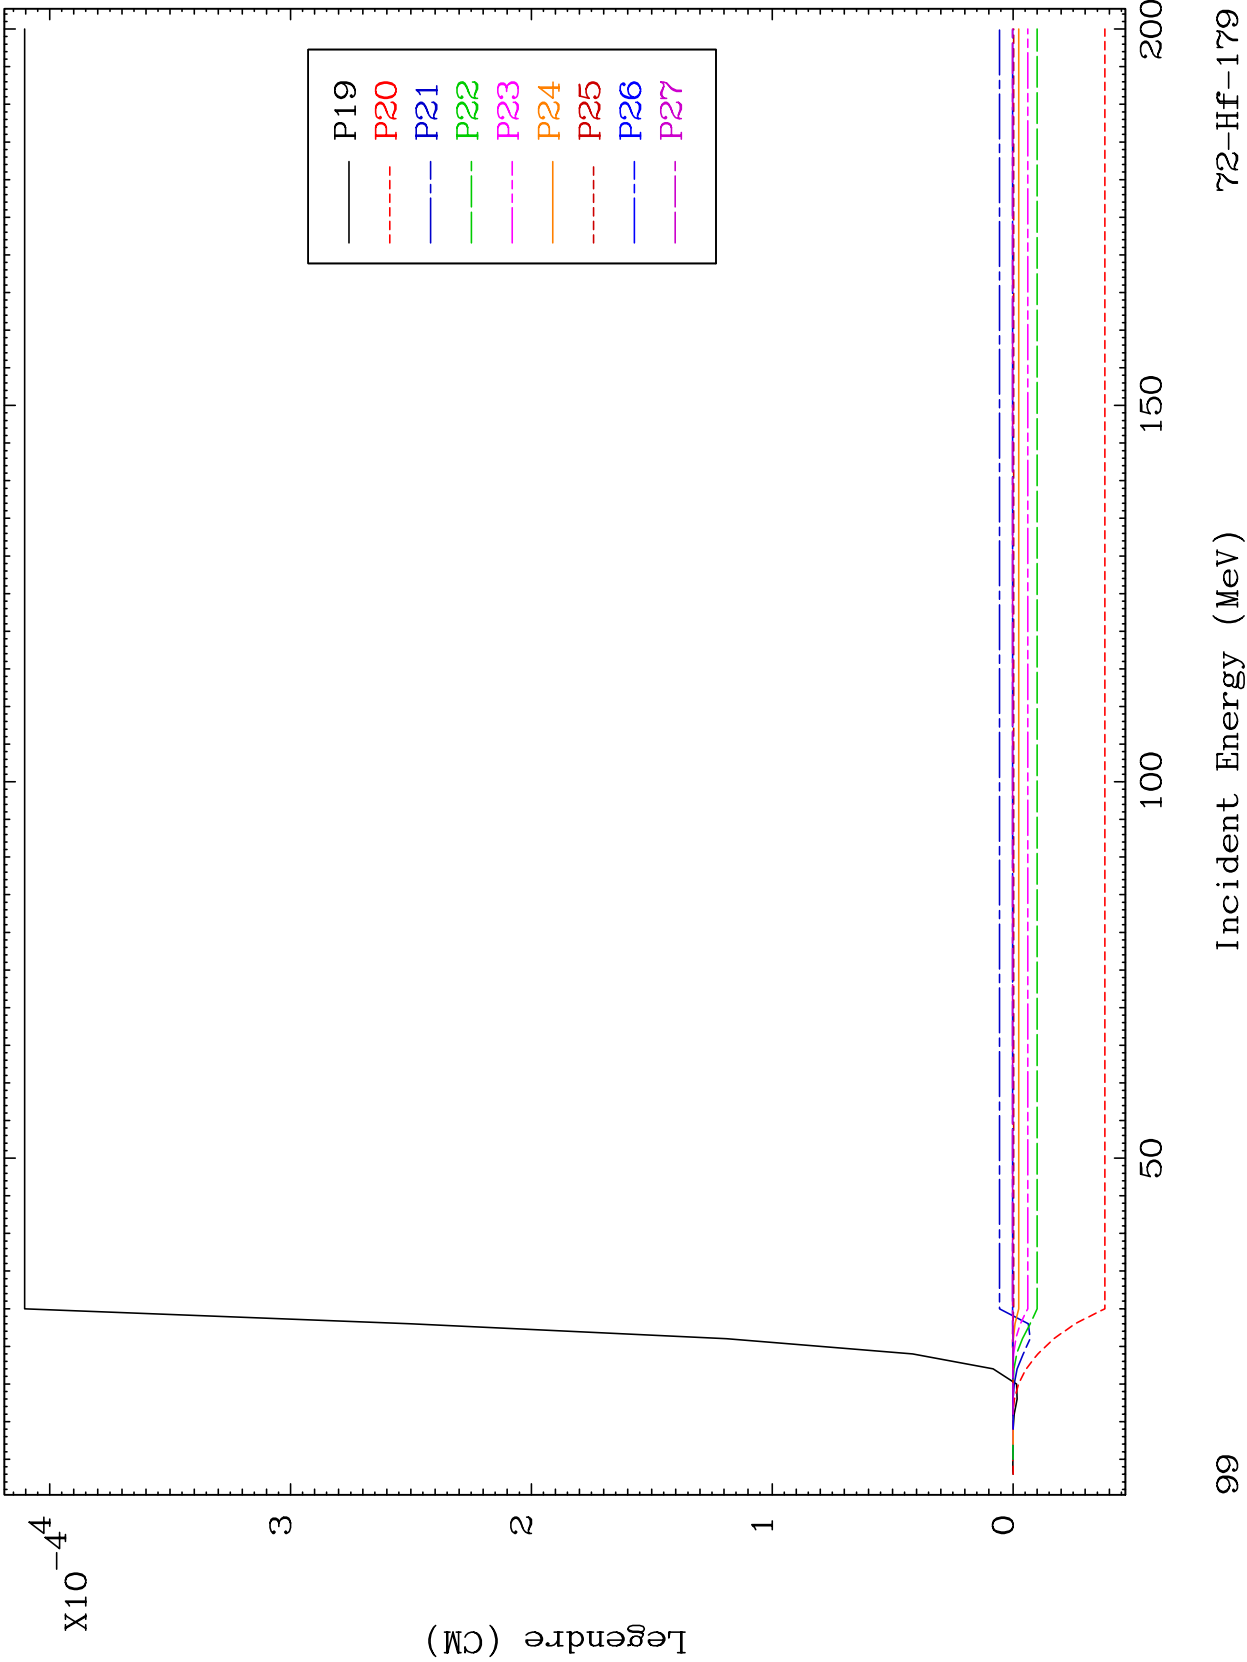 X10
-4
4
3
2
1
0
Legendre (CM)
P19
P20
P21
P22
P23
P24
P25
P26
P27
50
100
150
200
99
Incident Energy (MeV)
72-Hf-179